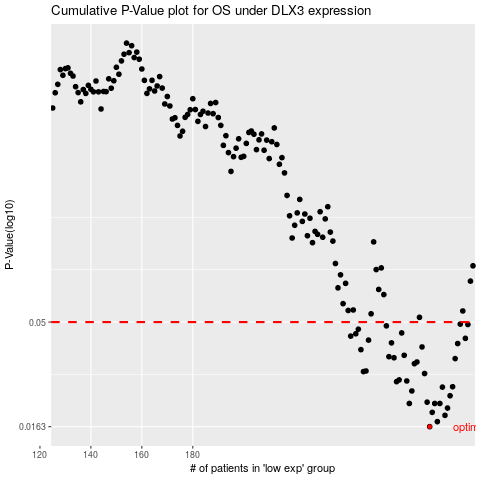 Cumulative P-Value plot for OS under DLX3 expression
P-Value(log10)
0.05
0.0163
optim
120 140 160 180
# of patients in 'low exp' group